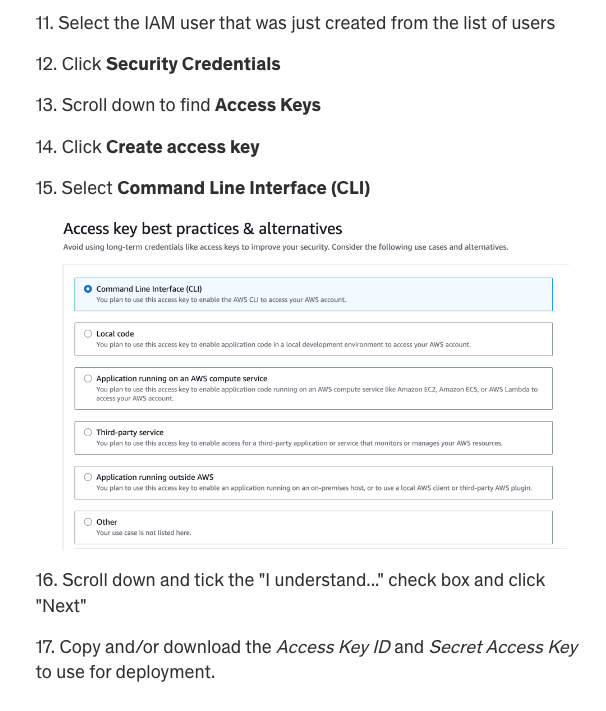 11. Select the IAM user that was just created from the list of users
12. Click Security Credentials
13. Scroll down to find Access Keys
14. Click Create access key
15. Select Command Line Interface (CLI)
Access key best practices & alternatives
Avoid using long-term credentials like access keys to improve your security. Consider the following use cases and alternatives.
Command Line Interface (CLI)
You plan to use this access key to enable the AWS CLI to access your AWS account.
Local code
You plan to use this access key to enable application code in a local development environment to access your AWS account.
Application running on an AWS compute service
You plan to use this access key to enable application code running on an AWS compute service like Amazon EC2, Amazon ECS, or AWS Lambda to
access your AWS account.
Third-party service
You plan to use this access key to enable access for a third-party application or service that monitors or manages your AWS resources.
Application running outside AWS
You plan to use this access key to enable an application running on an on-premises host, or to use a local AWS client or third-party AWS plugin.
Other
Your use case is not listed here.
16. Scroll down and tick the "I understand..." check box and click
"Next"
17. Copy and/or download the Access Key ID and Secret Access Key
to use for deployment.